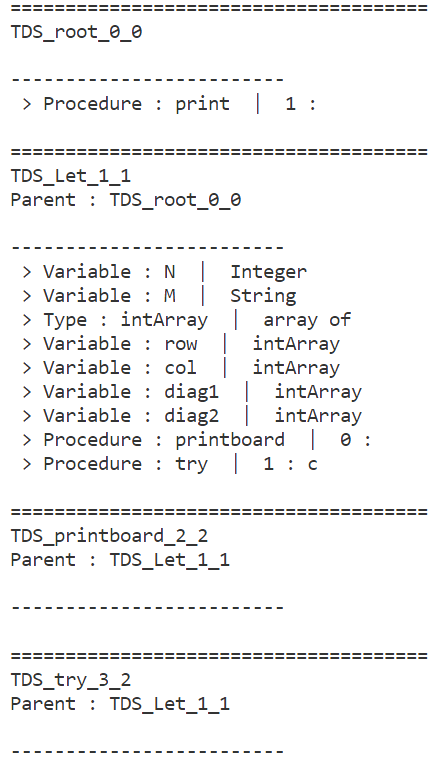 ======================================
TDS_root_0_0
-------------------------
> Procedure : print | 1 :
======================================
TDS_Let_1_1
Parent : TDS_root_0_0
-------------------------
> Variable : N | Integer
> Variable : M | String
> Type : intArray | array of
> Variable : row | intArray
> Variable : col | intArray
> Variable : diag1 | intArray
> Variable : diag2 | intArray
> Procedure : printboard | 0 :
> Procedure : try | 1 : c
======================================
TDS_printboard_2_2
Parent : TDS_Let_1_1
-------------------------
======================================
TDS_try_3_2
Parent : TDS_Let_1_1
-------------------------